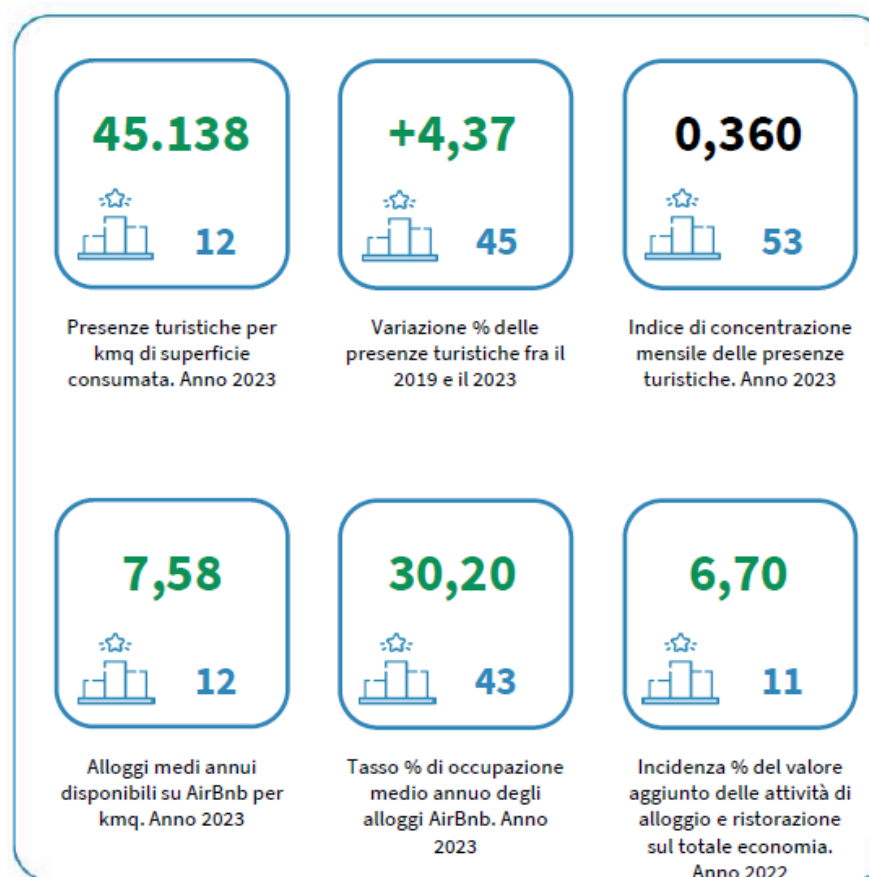 45.138
12
Presenze turistiche per
kmq di superficie
consumata. Anno 2023
+4,37
45
Variazione % delle
presenze turistiche fra il
2019 e il 2023
0,360
53
Indice di concentrazione
mensile delle presenze
turistiche. Anno 2023
7,58
12
Alloggi medi annui
disponibili su AirBnb per
kmq. Anno 2023
30,20
43
Tasso % di occupazione
medio annuo degli
alloggi AirBnb. Anno
2023
6,70
11
Incidenza % del valore
aggiunto delle attività di
alloggio e ristorazione
sul totale economia.
Anno 2022